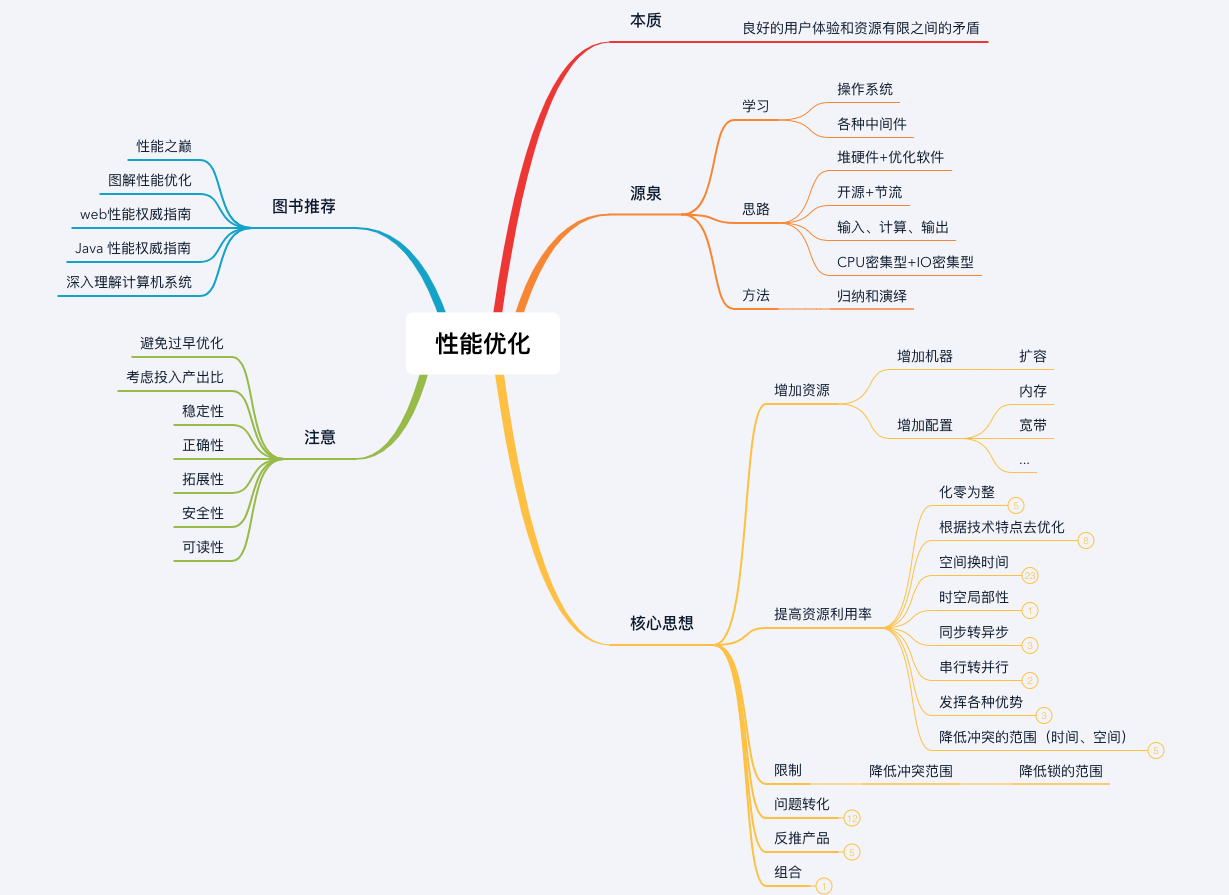 性能优化
本质
良好的用户体验和资源有限之间的矛盾
源泉
学习
操作系统
各种中间件
思路
堆硬件+优化软件
开源+节流
输入、计算、输出
CPU密集型+IO密集型
方法
归纳和演绎
核心思想
增加资源
增加机器
扩容
增加配置
内存
宽带
...
提高资源利用率
化零为整
5
根据技术特点去优化
8
空间换时间
23
时空局部性
1
同步转异步
3
串行转并行
2
发挥各种优势
3
降低冲突的范围（时间、空间）
5
限制
降低冲突范围
降低锁的范围
问题转化
12
反推产品
5
组合
1
图书推荐
性能之巅
图解性能优化
web性能权威指南
Java 性能权威指南
深入理解计算机系统
注意
避免过早优化
考虑投入产出比
稳定性
正确性
拓展性
安全性
可读性